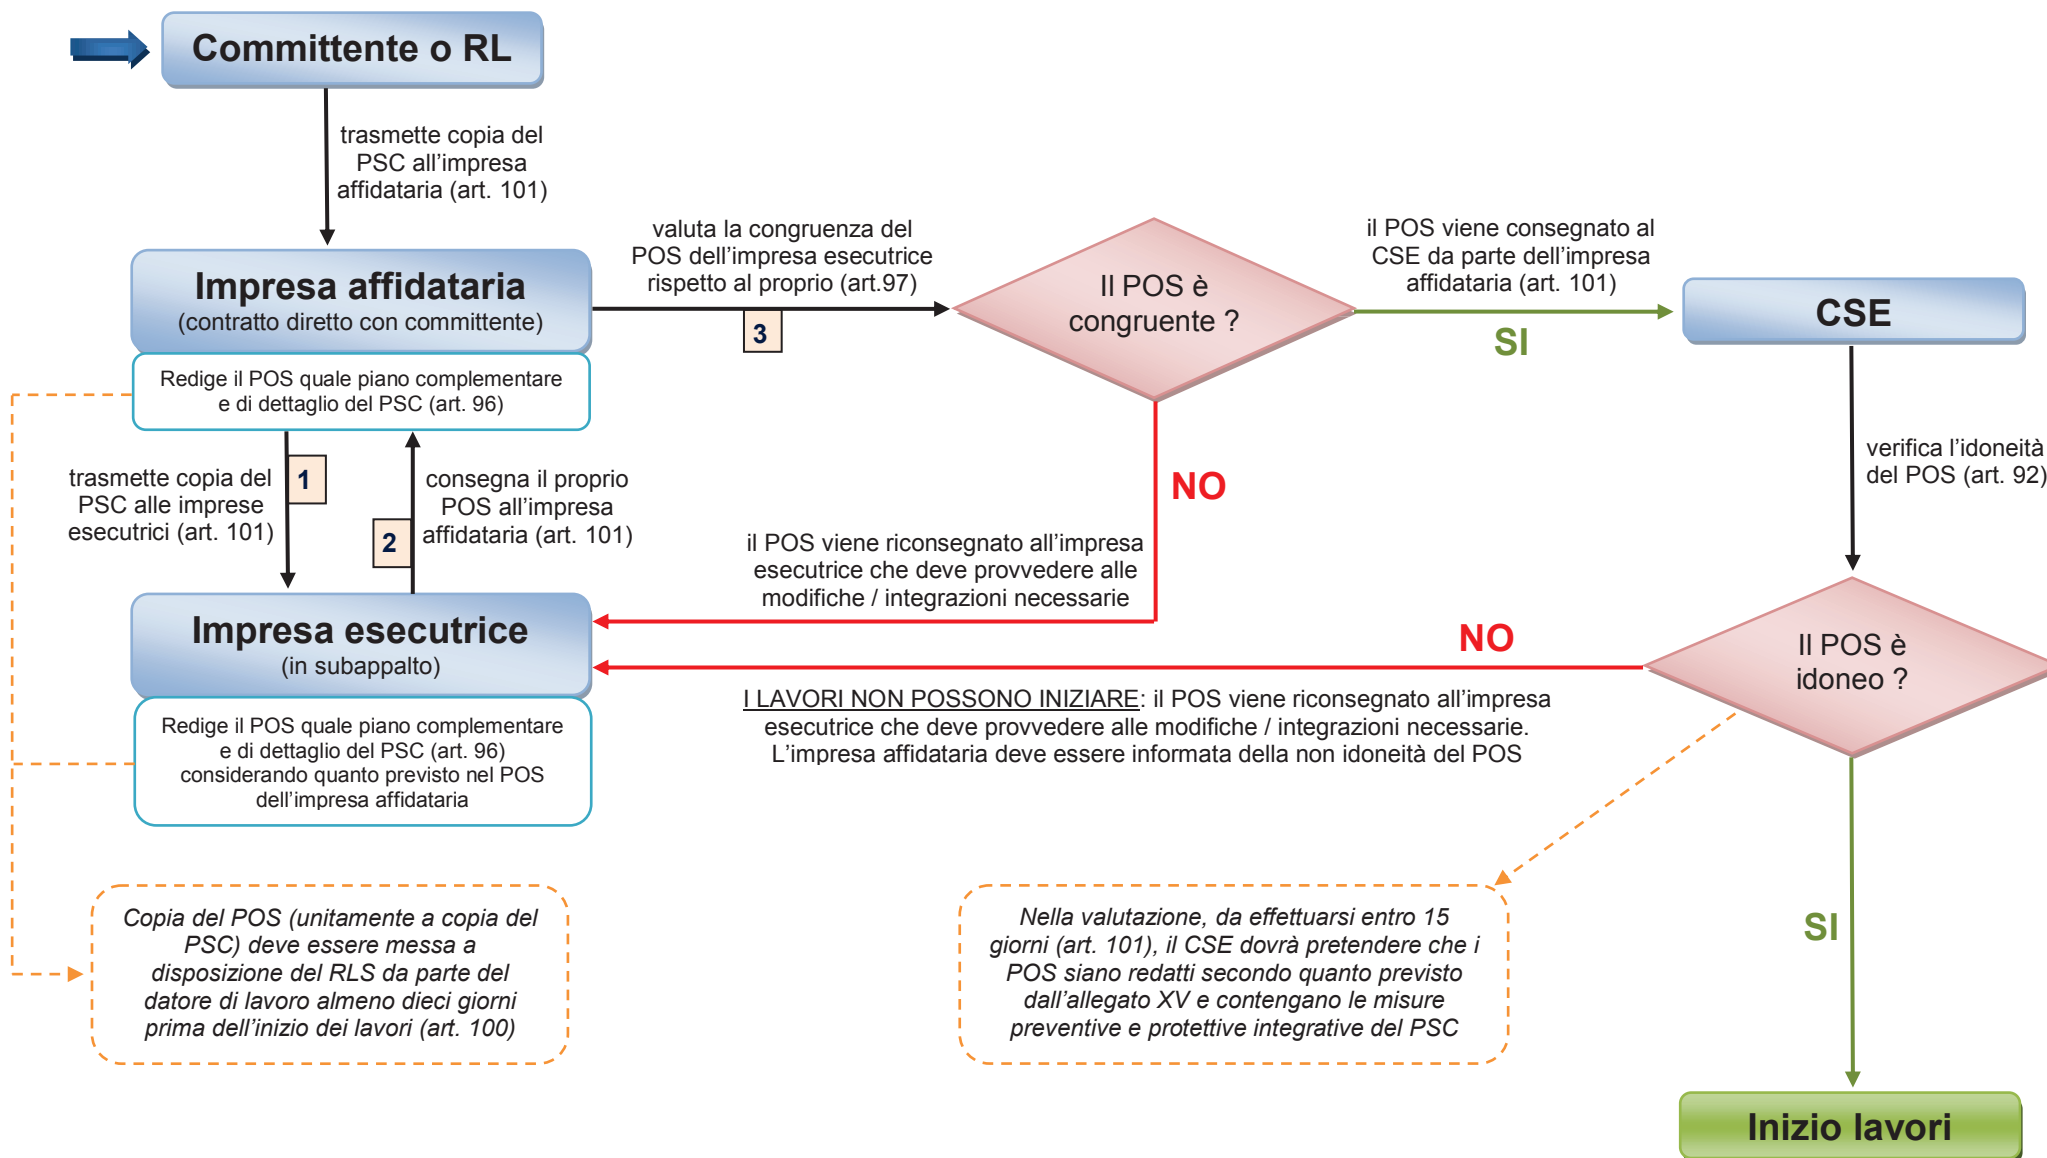 Committente o RL
trasmette copia del
PSC all’impresa
affidataria (art. 101)
Impresa affidataria
(contratto diretto con committente)
Redige il POS quale piano complementare
e di dettaglio del PSC (art. 96)
valuta la congruenza del
POS dell’impresa esecutrice
rispetto al proprio (art.97)
3
Il POS è
congruente ?
il POS viene consegnato al
CSE da parte dell’impresa
affidataria (art. 101)
SI
CSE
verifica l’idoneità
del POS (art. 92)
trasmette copia del
PSC alle imprese
esecutrici (art. 101)
1
consegna il proprio
POS all’impresa
affidataria (art. 101)
2
NO
il POS viene riconsegnato all’impresa
esecutrice che deve provvedere alle
modifiche / integrazioni necessarie
Impresa esecutrice
(in subappalto)
Redige il POS quale piano complementare
e di dettaglio del PSC (art. 96)
considerando quanto previsto nel POS
dell’impresa affidataria
NO
I LAVORI NON POSSONO INIZIARE: il POS viene riconsegnato all’impresa
esecutrice che deve provvedere alle modifiche / integrazioni necessarie.
L’impresa affidataria deve essere informata della non idoneità del POS
Il POS è
idoneo ?
Copia del POS (unitamente a copia del
PSC) deve essere messa a
disposizione del RLS da parte del
datore di lavoro almeno dieci giorni
prima dell’inizio dei lavori (art. 100)
Nella valutazione, da effettuarsi entro 15
giorni (art. 101), il CSE dovrà pretendere che i
POS siano redatti secondo quanto previsto
dall’allegato XV e contengano le misure
preventive e protettive integrative del PSC
SI
Inizio lavori